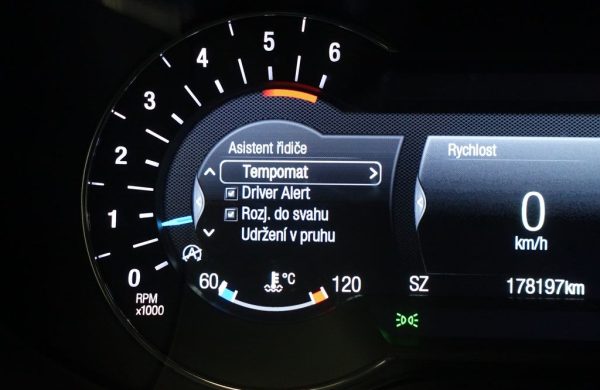 6
5
4
3
2
1
0
RPM
x1000
Asistent řidiče
Tempomat
Driver Alert
Rozj. do svahu
Udržení v pruhu
A
60 °C 120
Rychlost
0
km/h
SZ 178197km